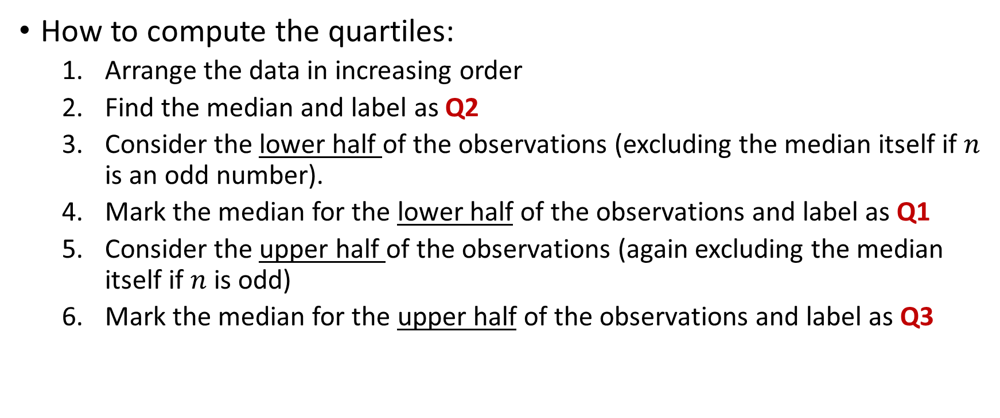 • How to compute the quartiles:
1. Arrange the data in increasing order
2. Find the median and label as Q2
3. Consider the lower half of the observations (excluding the median itself if n
is an odd number).
4. Mark the median for the lower half of the observations and label as Q1
5. Consider the upper half of the observations (again excluding the median
itself if n is odd)
6. Mark the median for the upper half of the observations and label as Q3